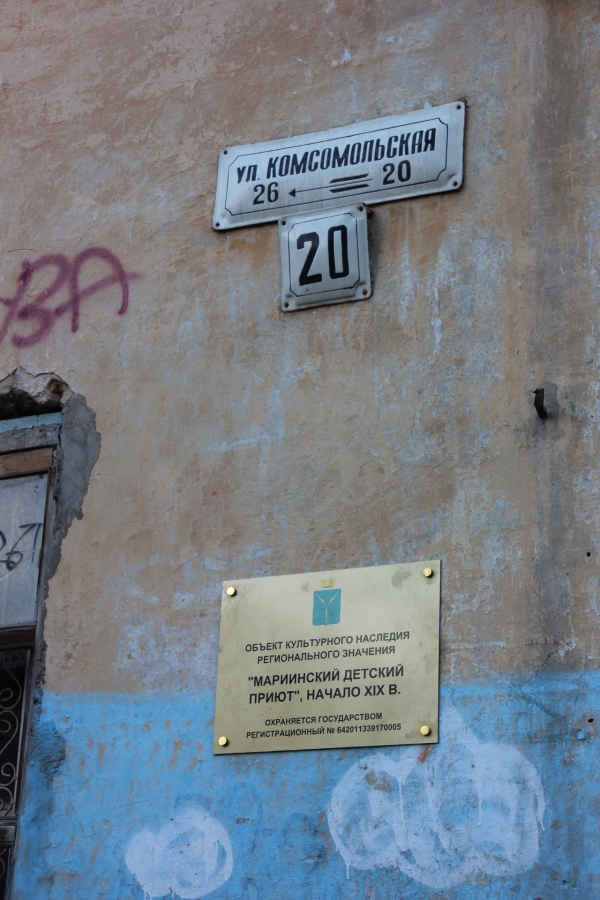 УЛ. КОМСОМОЛЬСКАЯ
26 20
20
УВА
ОБЪЕКТ КУЛЬТУРНОГО НАСЛЕДИЯ
РЕГИОНАЛЬНОГО ЗНАЧЕНИЯ
"МАРИИНСКИЙ ДЕТСКИЙ
ПРИЮТ", НАЧАЛО XIX В.
ОХРАНЯЕТСЯ ГОСУДАРСТВОМ
РЕГИСТРАЦИОННЫЙ № 642011339170005